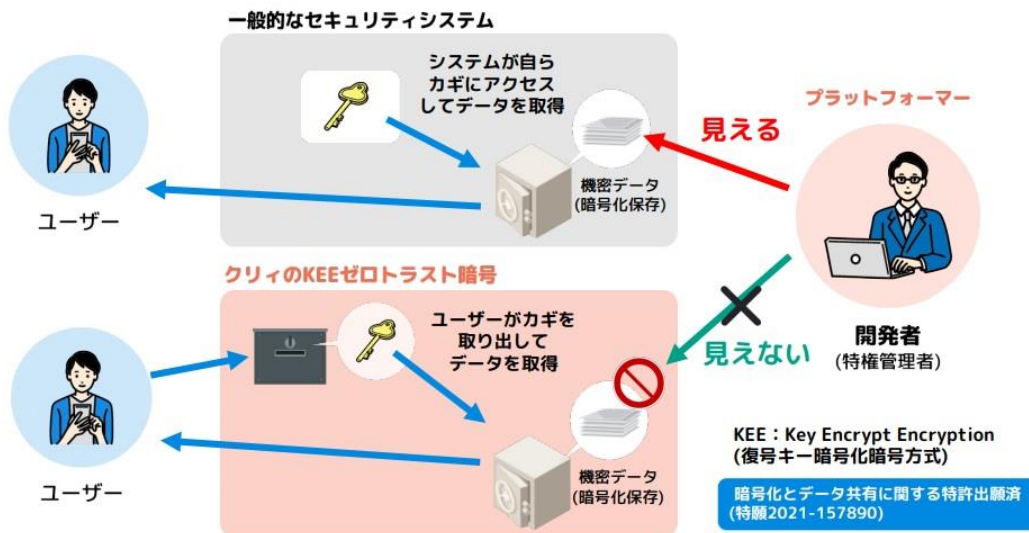 一般的なセキュリティシステム
システムが自ら
カギにアクセス
してデータを取得
機密データ
(暗号化保存)
ユーザー
見える
プラットフォーマー
開発者
(特権管理者)
見えない
クリィのKEEゼロトラスト暗号
ユーザーがカギを
取り出して
データを取得
機密データ
(暗号化保存)
ユーザー
KEE：Key Encrypt Encryption
(復号キー暗号化暗号方式)
暗号化とデータ共有に関する特許出願済
(特願2021-157890)